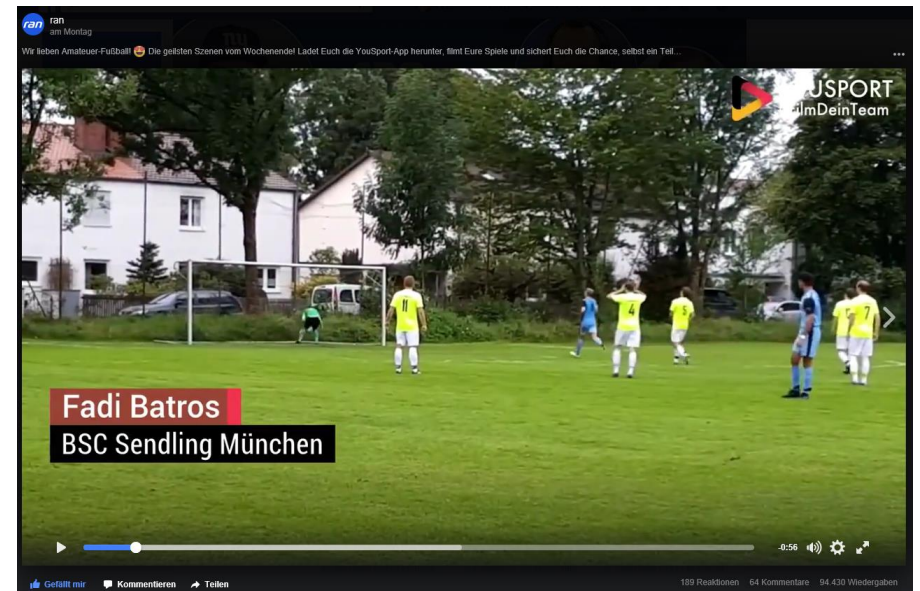 ran
ran
am Montag
Wir lieben Amateuer-Fußball! 🤩 Die geilsten Szenen vom Wochenende! Ladet Euch die YouSport-App herunter, filmt Eure Spiele und sichert Euch die Chance, selbst ein Teil...
USPORT
ilmDeinTeam
11
4
5
7
Fadi Batros
BSC Sendling München
-0:56
Gefällt mir
Kommentieren
Teilen
189 Reaktionen 64 Kommentare 94.430 Wiedergaben